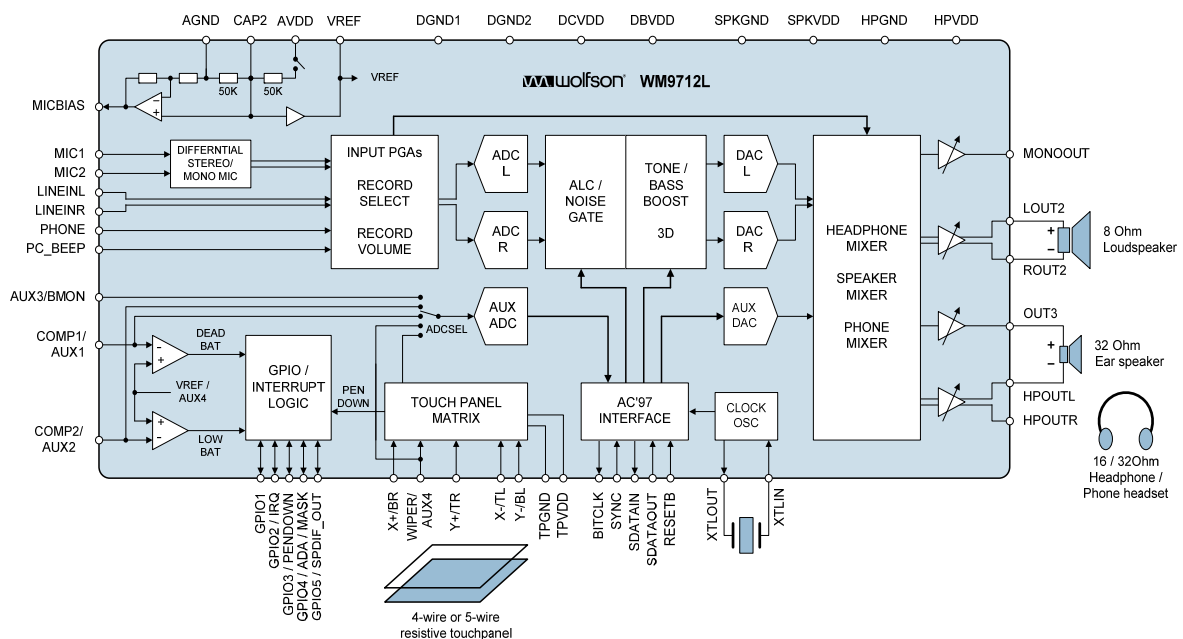 AGND CAP2 AVDD VREF DGND1 DGND2 DCVDD DBVDD SPKGND SPKVDD HPGND HPVDD
wolfson WM9712L
VREF
50K 50K
MICBIAS
MIC1
MIC2
LINEINL
LINEINR
PHONE
PC_BEEP
AUX3/BMON
COMP1/
AUX1
COMP2/
AUX2
DIFFERNTIAL
STEREO/
MONO MIC
INPUT PGAs
RECORD
SELECT
RECORD
VOLUME
ADC
L
ADC
R
ALC /
NOISE
GATE
TONE /
BASS
BOOST
3D
DAC
L
DAC
R
HEADPHONE
MIXER
SPEAKER
MIXER
PHONE
MIXER
MONOOUT
LOUT2
+
−
ROUT2
8 Ohm
Loudspeaker
OUT3
+
−
32 Ohm
Ear speaker
HPOUTL
HPOUTR
16 / 32Ohm
Headphone /
Phone headset
ADCSEL
AUX
ADC
AUX
DAC
DEAD
BAT
VREF /
AUX4
LOW
BAT
GPIO /
INTERRUPT
LOGIC
PEN
DOWN
TOUCH PANEL
MATRIX
AC'97
INTERFACE
CLOCK
OSC
GPIO1
GPIO2 / IRQ
GPIO3 / PENDOWN
GPIO4 / ADA / MASK
GPIO5 / SPDIF_OUT
X+/BR
WIPER/
AUX4
Y+/TR
X-/TL
Y-/BL
TPGND
TPVDD
BITCLK
SYNC
SDATAIN
SDATAOUT
RESETB
XTLOUT
XTLIN
4-wire or 5-wire
resistive touchpanel